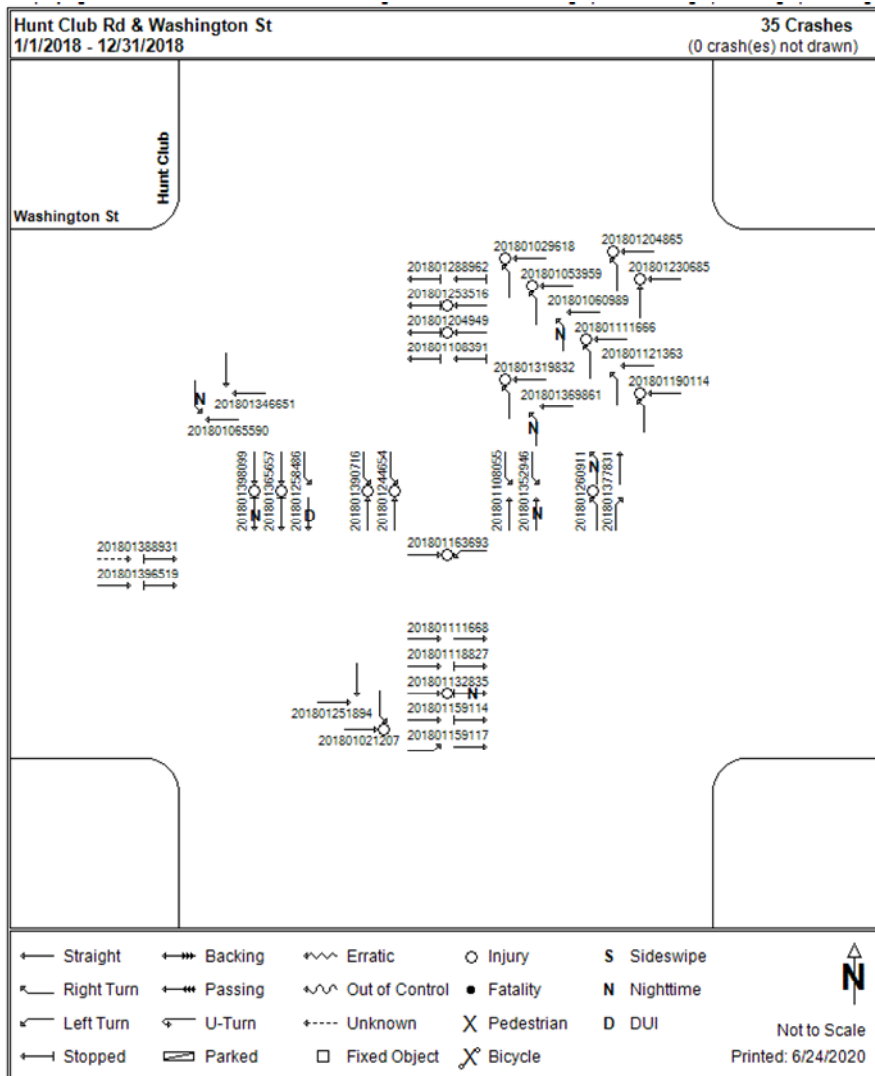 Hunt Club Rd & Washington St
35 Crashes
1/1/2018 - 12/31/2018
(0 crash(es) not drawn)
Hunt Club
Washington St
201801029618
201801204865
201801288962
201801053959
201801230685
201801253516
201801060989
201801204949
201801111666
201801108391
201801319832
201801121363
201801369861
201801190114
201801346651
201801065590
201801398099
201801365657
201801258486
201801390716
201801244654
201801108055
201801352946
201801260911
201801377831
N
N
N
N
D
N
N
201801163693
201801388931
201801396519
201801111668
201801118827
201801132835
N
201801251894
201801159114
201801021207
201801159117
Straight Backing Erratic Injury S Sideswipe
Right Turn Passing Out of Control Fatality N Nighttime
Left Turn U-Turn Unknown X Pedestrian D DUI
Stopped Parked Fixed Object Bicycle
N
Not to Scale
Printed: 6/24/2020